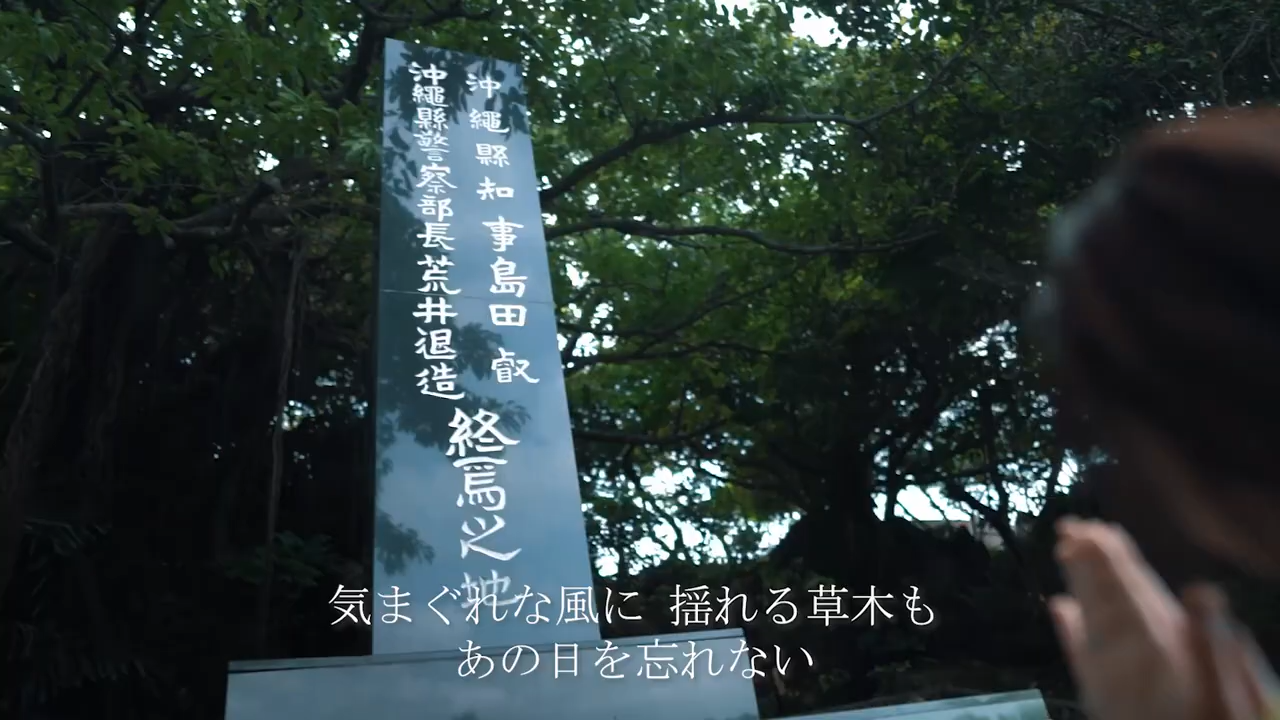 沖繩縣知事島田 叡
沖繩縣警察部長荒井退造
終焉之地
気まぐれな風に 揺れる草木も
あの日を忘れない